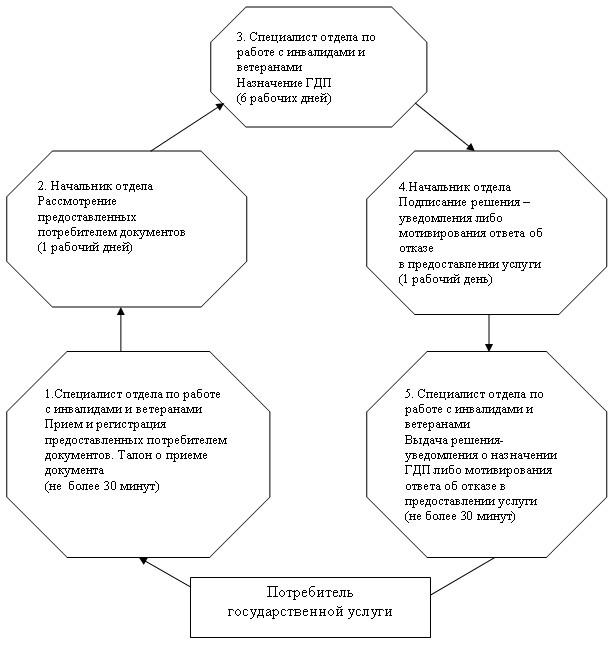 3. Специалист отдела по
работе с инвалидами и
ветеранами
Назначение ГДП
(6 рабочих дней)
2. Начальник отдела
Рассмотрение
предоставленных
потребителем документов
(1 рабочий дней)
4.Начальник отдела
Подписание решения –
уведомления либо
мотивирования ответа об
отказе
в предоставлении услуги
(1 рабочий день)
1.Специалист отдела по работе
с инвалидами и ветеранами
Прием и регистрация
предоставленных потребителем
документов. Талон о приеме
документа
(не более 30 минут)
5. Специалист отдела по
работе с инвалидами и
ветеранами
Выдача решения-
уведомления о назначении
ГДП либо мотивирования
ответа об отказе в
предоставлении услуги
(не более 30 минут)
Потребитель
государственной услуги